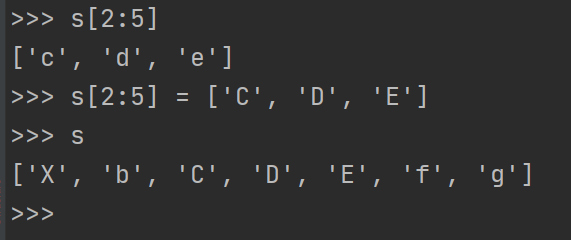 >>> s[2:5]
['c', 'd', 'e']
>>> s[2:5] = ['C', 'D', 'E']
>>> s
['X', 'b', 'C', 'D', 'E', 'f', 'g']
>>>